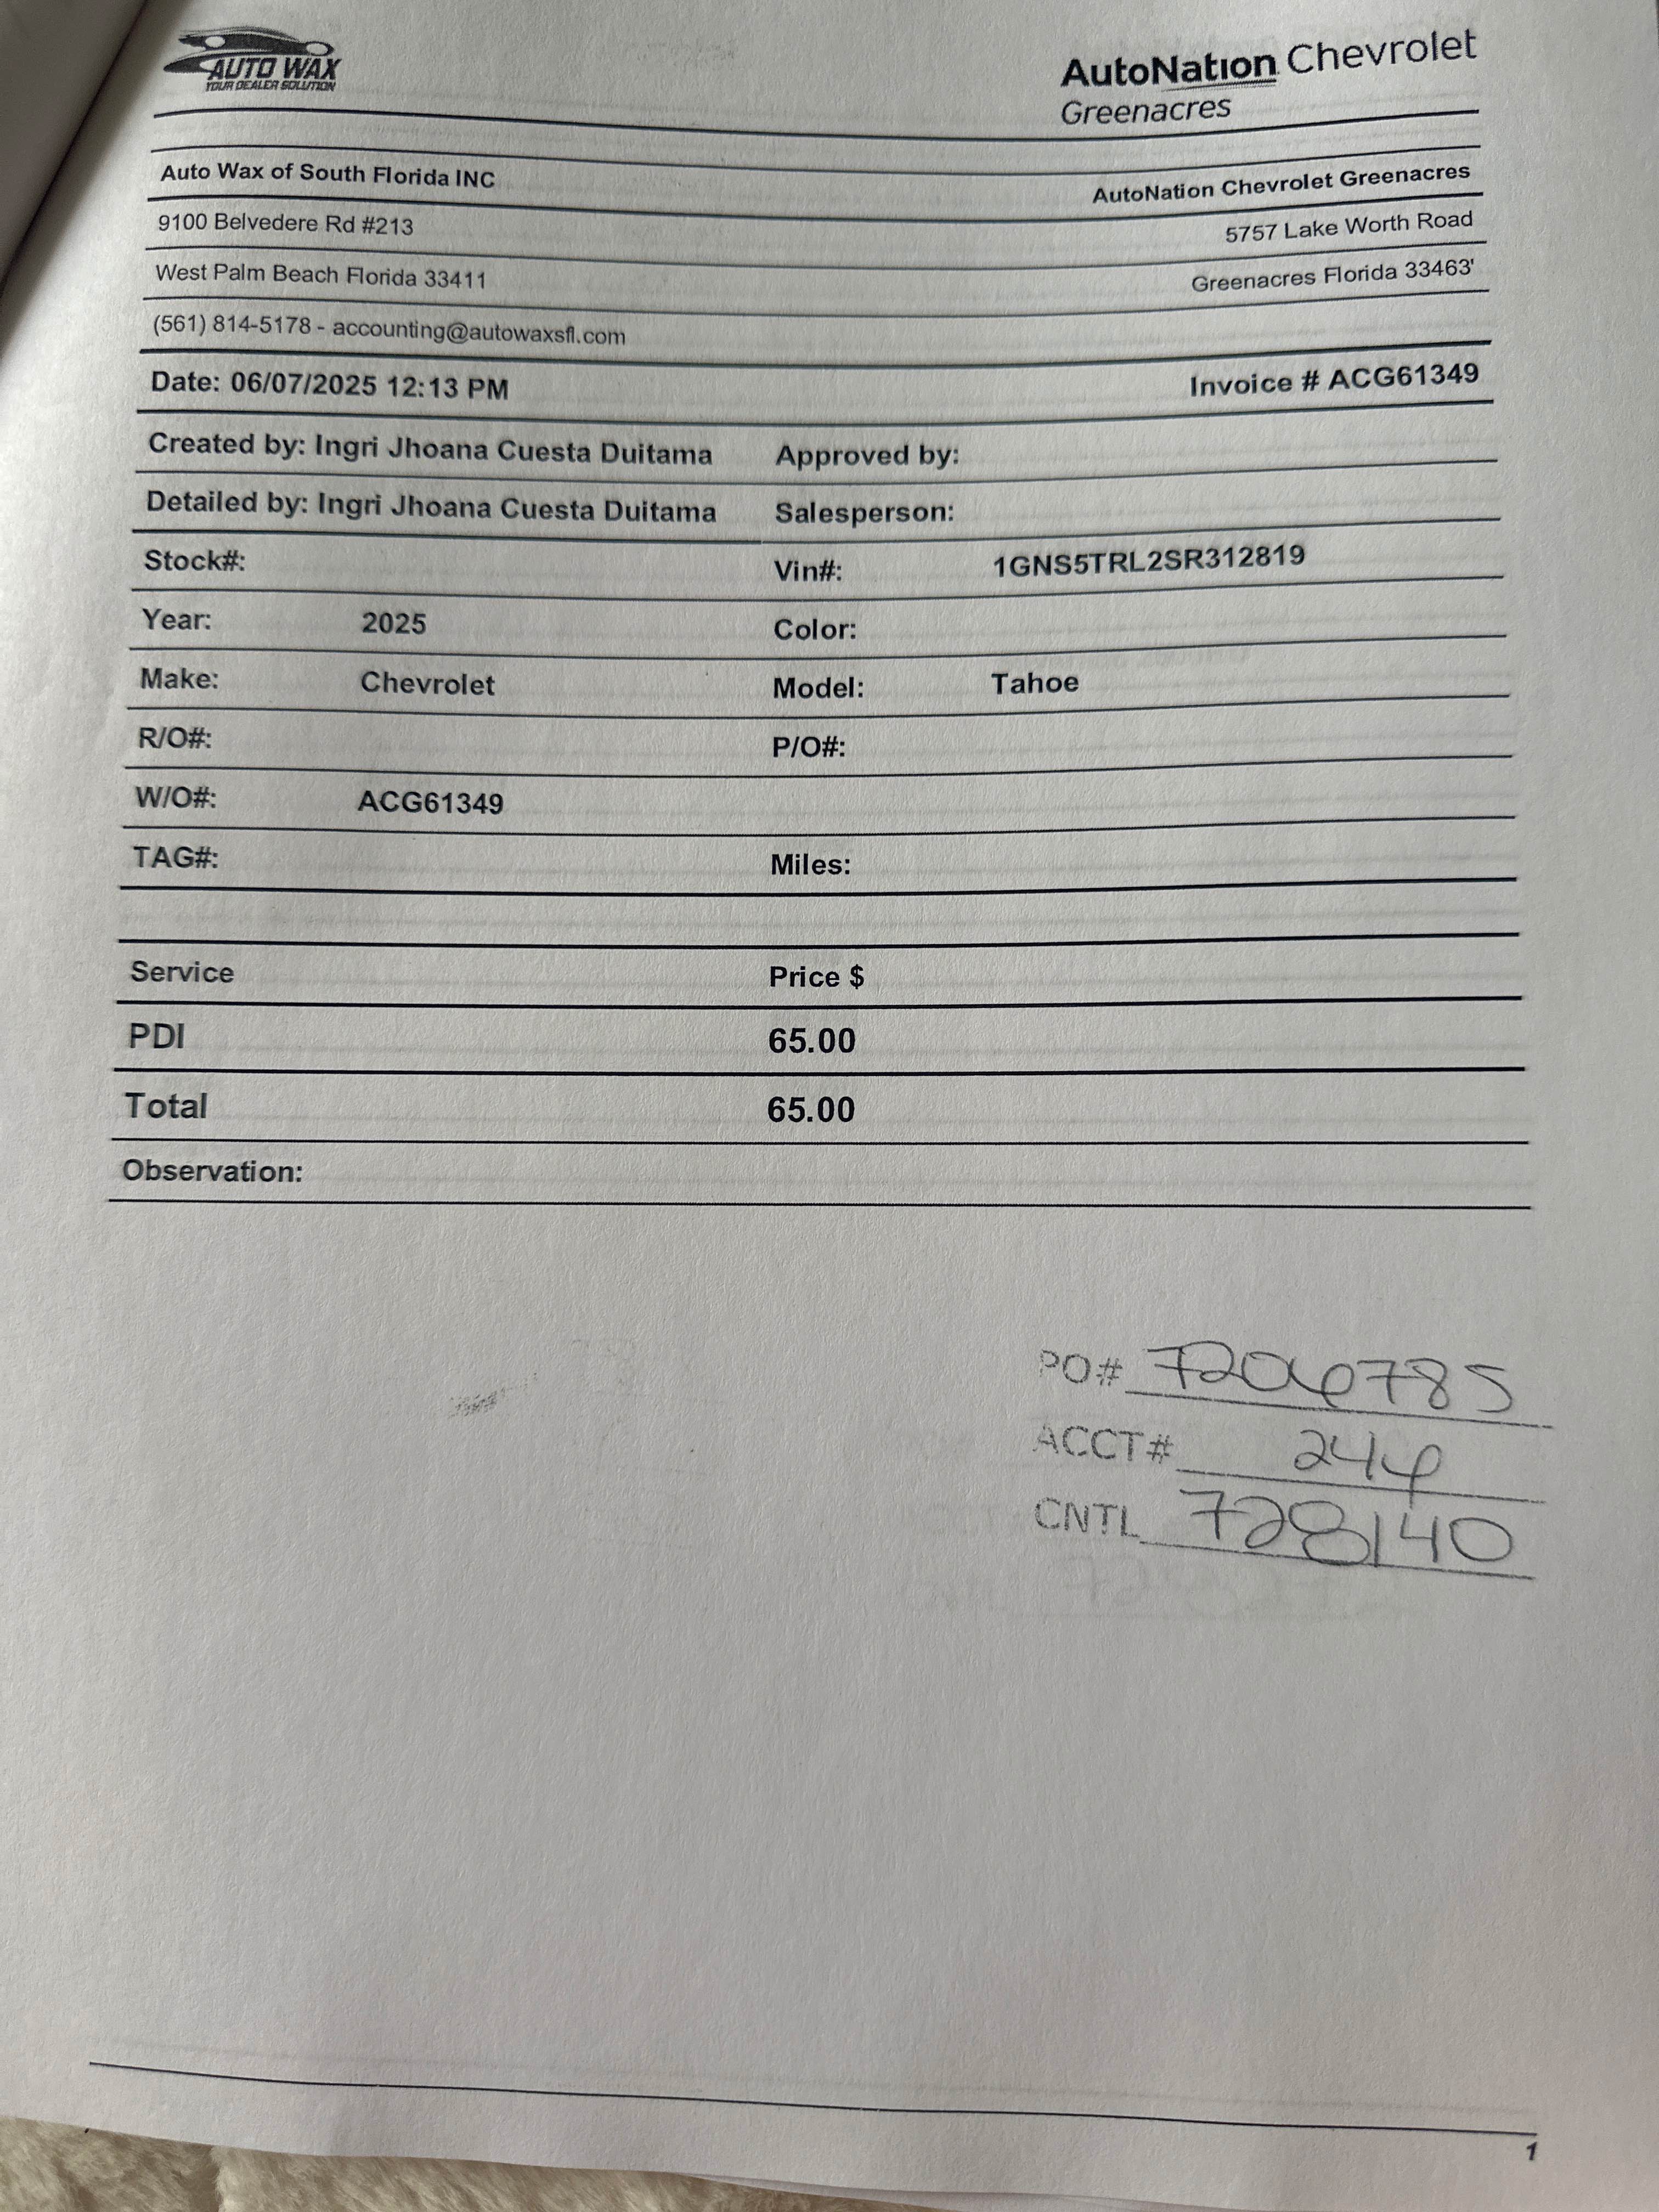 AUTO WAX
YOUR DEALER SOLUTION
AutoNation Chevrolet
Greenacres
Auto Wax of South Florida INC
AutoNation Chevrolet Greenacres
9100 Belvedere Rd #213
5757 Lake Worth Road
West Palm Beach Florida 33411
Greenacres Florida 33463'
(561) 814-5178 - accounting@autowaxsfl.com
Date: 06/07/2025 12:13 PM
Invoice # ACG61349
Created by: Ingri Jhoana Cuesta Duitama Approved by:
Detailed by: Ingri Jhoana Cuesta Duitama Salesperson:
Stock#: Vin#: 1GNS5TRL2SR312819
Year: 2025 Color:
Make: Chevrolet Model: Tahoe
R/O#: P/O#:
W/O#: ACG61349
TAG#: Miles:
Service Price $
PDI 65.00
Total 65.00
Observation:
PO# 7206785
ACCT# 246
CNTL 728140
1